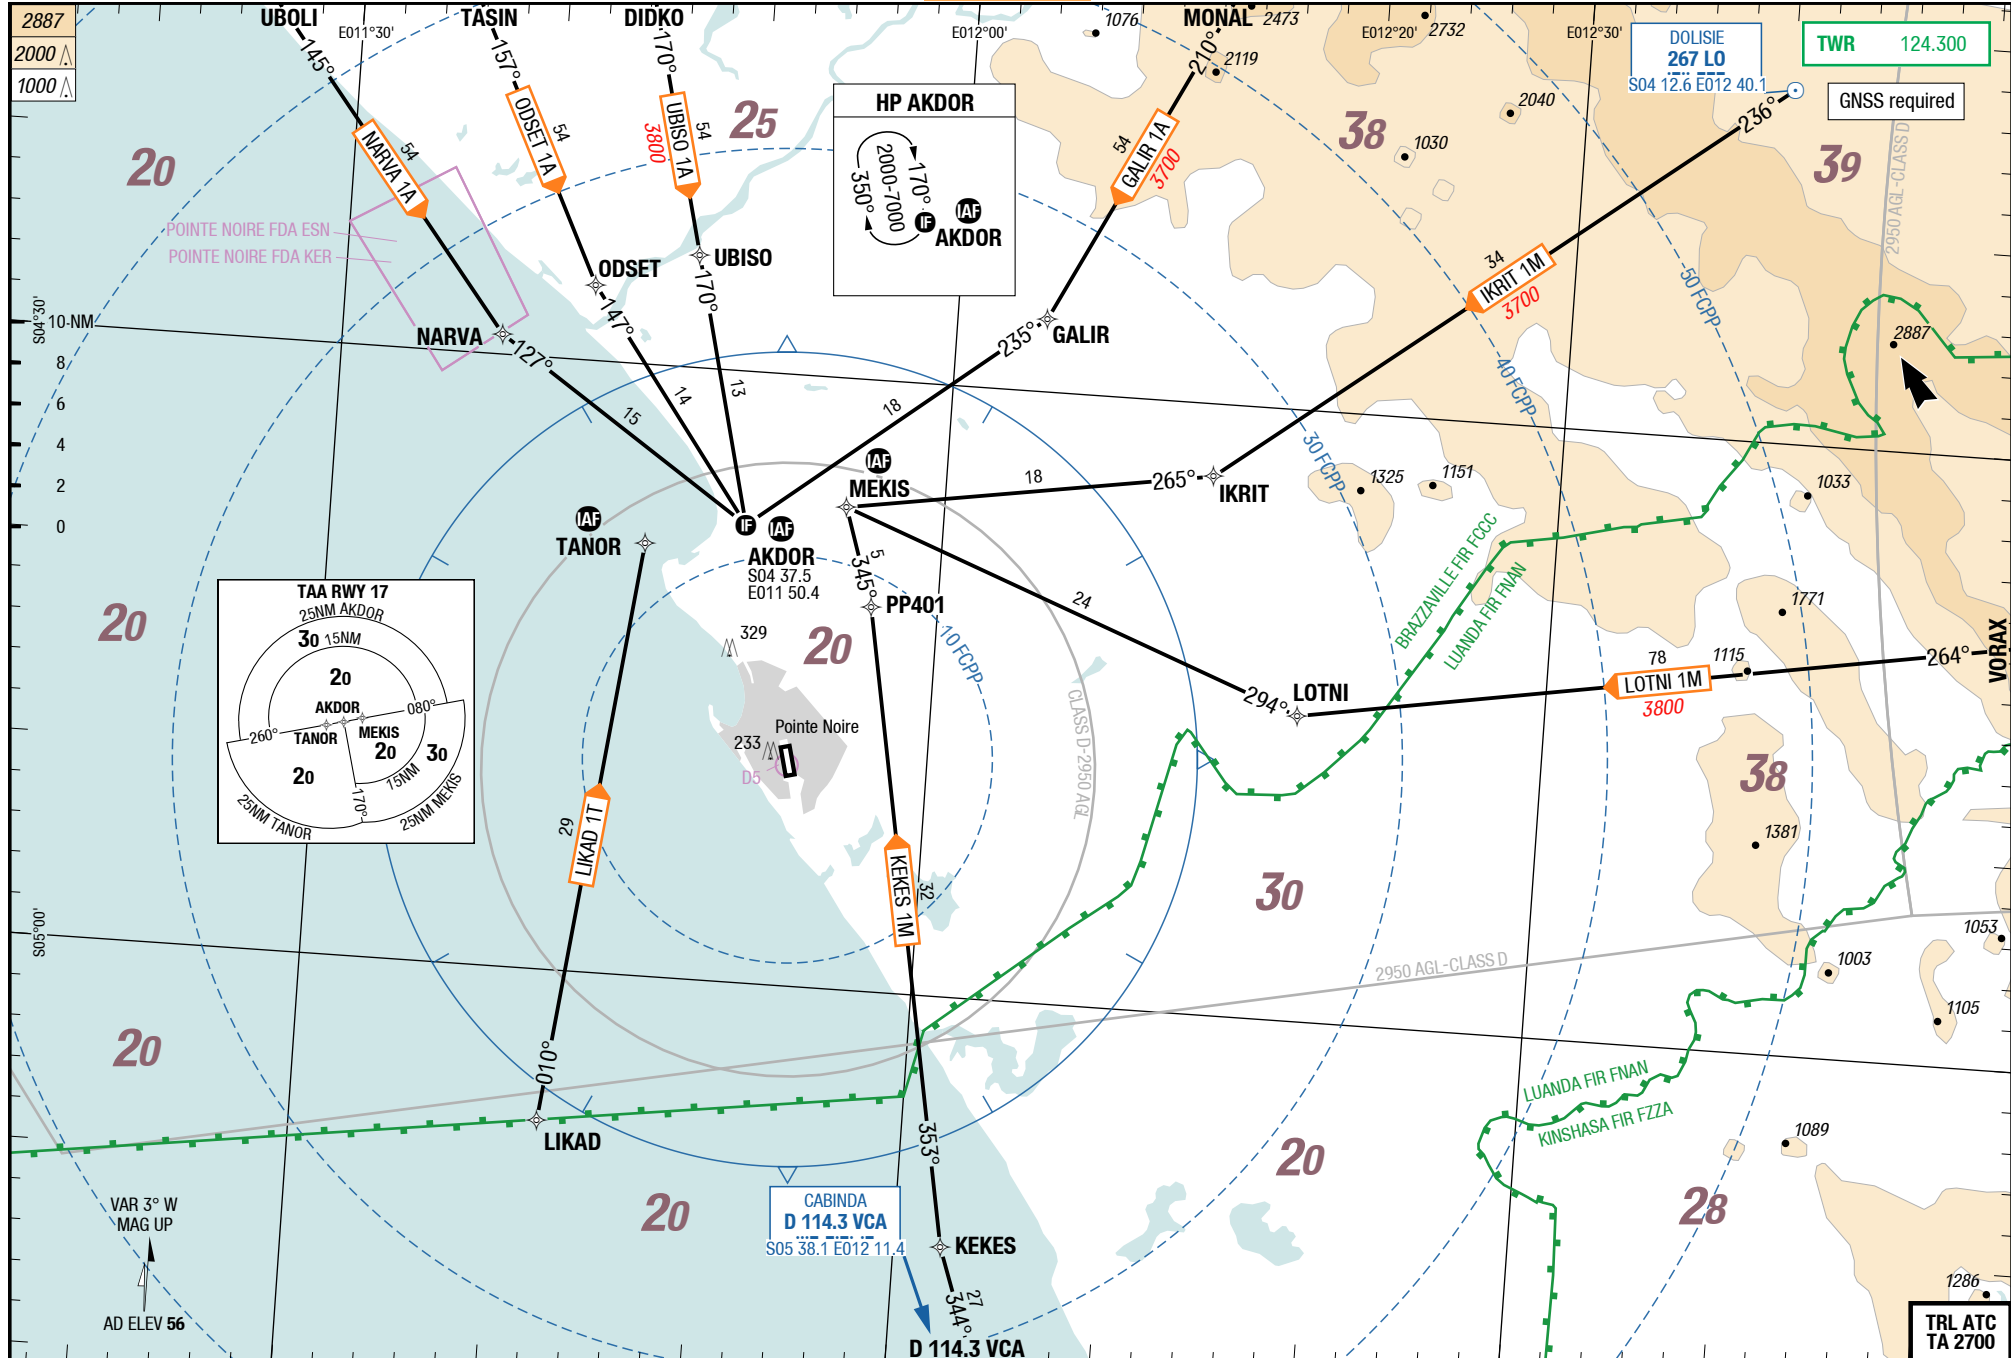 2887
2000
1000
UBOLI
TASIN
DIDKO
MONAL
E011°30'
E012°00'
E012°20'
E012°30'
1076
2473
2732
2119
2040
1030
DOLISIE
267 LO
S04 12.6 E012 40.1
TWR 124.300
GNSS required
145°
157°
170°
210°
236°
NARVA 1A
54
ODSET 1A
54
UBISO 1A
54
3800
GALIR 1A
54
3700
IKRIT 1M
34
3700
20
25
38
39
HP AKDOR
170°
2000-7000
350°
IF
IAF
AKDOR
POINTE NOIRE FDA ESN
POINTE NOIRE FDA KER
2950 AGL-CLASS D
50 FCPP
40 FCPP
30 FCPP
10 FCPP
S04°30'
10 NM
8
6
4
2
0
NARVA
ODSET
UBISO
GALIR
IKRIT
127°
147°
170°
235°
265°
15
14
13
18
18
2887
1325
1151
1033
IAF
TANOR
IF
IAF
AKDOR
S04 37.5
E011 50.4
IAF
MEKIS
5
345°
PP401
24
294°
LOTNI
BRAZZAVILLE FIR FCCC
LUANDA FIR FNAN
1771
1115
78
LOTNI 1M
3800
264°
VORAX
TAA RWY 17
25NM AKDOR
30 15NM
20
AKDOR
080°
260°
TANOR
MEKIS
20
30
20
15NM
170°
25NM TANOR
25NM MEKIS
20
329
20
Pointe Noire
233
D5
CLASS D-2950 AGL
29
LIKAD 1T
KEKES 1M
32
38
1381
30
S05°00'
2950 AGL-CLASS D
1053
1003
1105
20
010°
LIKAD
353°
LUANDA FIR FNAN
KINSHASA FIR FZZA
1089
20
28
20
VAR 3° W
MAG UP
AD ELEV 56
CABINDA
D 114.3 VCA
S05 38.1 E012 11.4
KEKES
27
344°
D 114.3 VCA
1286
TRL ATC
TA 2700